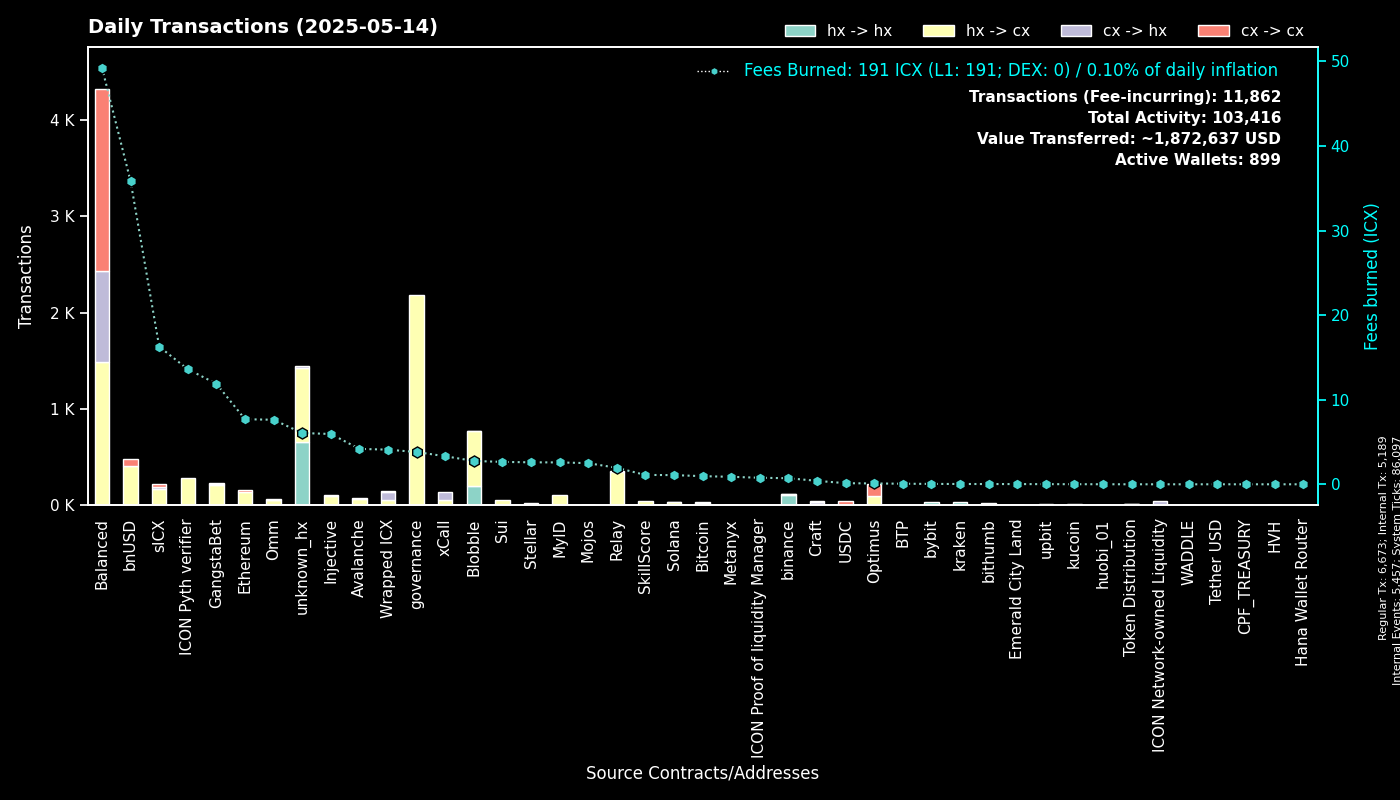 Daily Transactions (2025-05-14)
hx -> hx
hx -> cx
cx -> hx
cx -> cx
Fees Burned: 191 ICX (L1: 191; DEX: 0) / 0.10% of daily inflation
Transactions (Fee-incurring): 11,862
Total Activity: 103,416
Value Transferred: ~1,872,637 USD
Active Wallets: 899
Transactions
4 K
3 K
2 K
1 K
0 K
50
40
30
20
10
0
Fees burned (ICX)
Balanced
bnUSD
sICX
ICON Pyth verifier
GangstaBet
Ethereum
Omm
unknown_hx
Injective
Avalanche
Wrapped ICX
governance
xCall
Blobble
Sui
Stellar
MyID
Mojos
Relay
SkillScore
Solana
Bitcoin
Metanyx
ICON Proof of liquidity Manager
binance
Craft
USDC
Optimus
BTP
bybit
kraken
bithumb
Emerald City Land
upbit
kucoin
huobi_01
Token Distribution
ICON Network-owned Liquidity
WADDLE
Tether USD
CPF_TREASURY
HVH
Hana Wallet Router
Source Contracts/Addresses
Regular Tx: 6,673; Internal Tx: 5,189
Internal Events: 5,457; System Ticks: 86,097